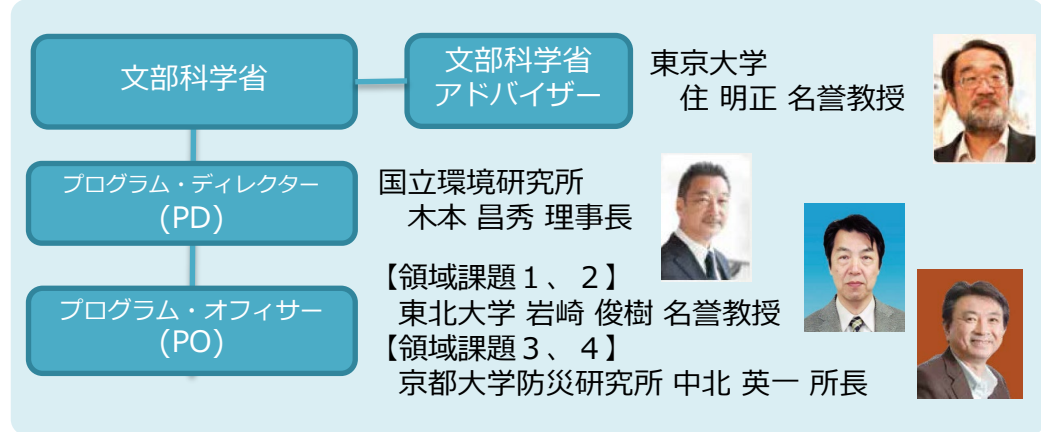 文部科学省
文部科学省
アドバイザー
東京大学
住 明正 名誉教授
プログラム・ディレクター
(PD)
国立環境研究所
木本 昌秀 理事長
プログラム・オフィサー
(PO)
【領域課題１、２】
東北大学 岩崎 俊樹 名誉教授
【領域課題３、４】
京都大学防災研究所 中北 英一 所長